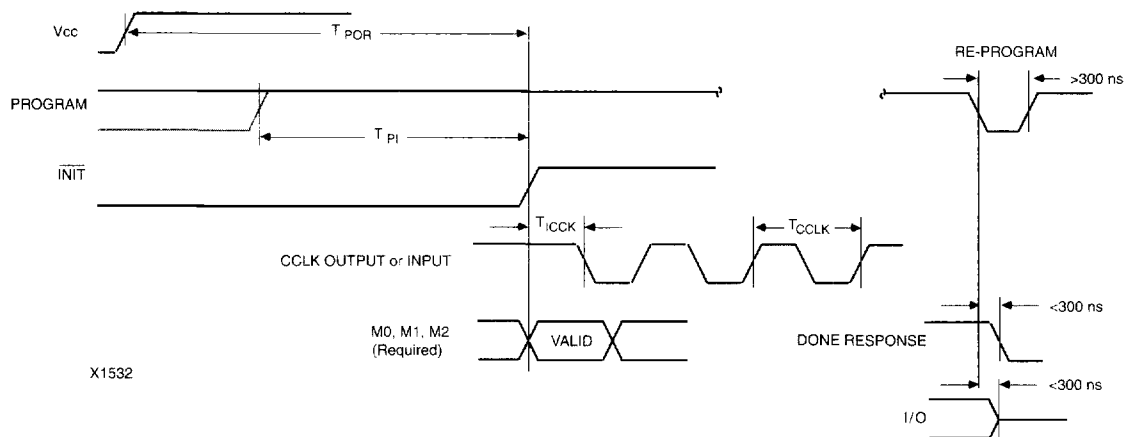 Vcc
T POR
RE-PROGRAM
>300 ns
PROGRAM
T PI
INIT
T ICCK
T CCLK
CCLK OUTPUT or INPUT
<300 ns
M0, M1, M2
(Required)
VALID
DONE RESPONSE
X1532
<300 ns
I/O